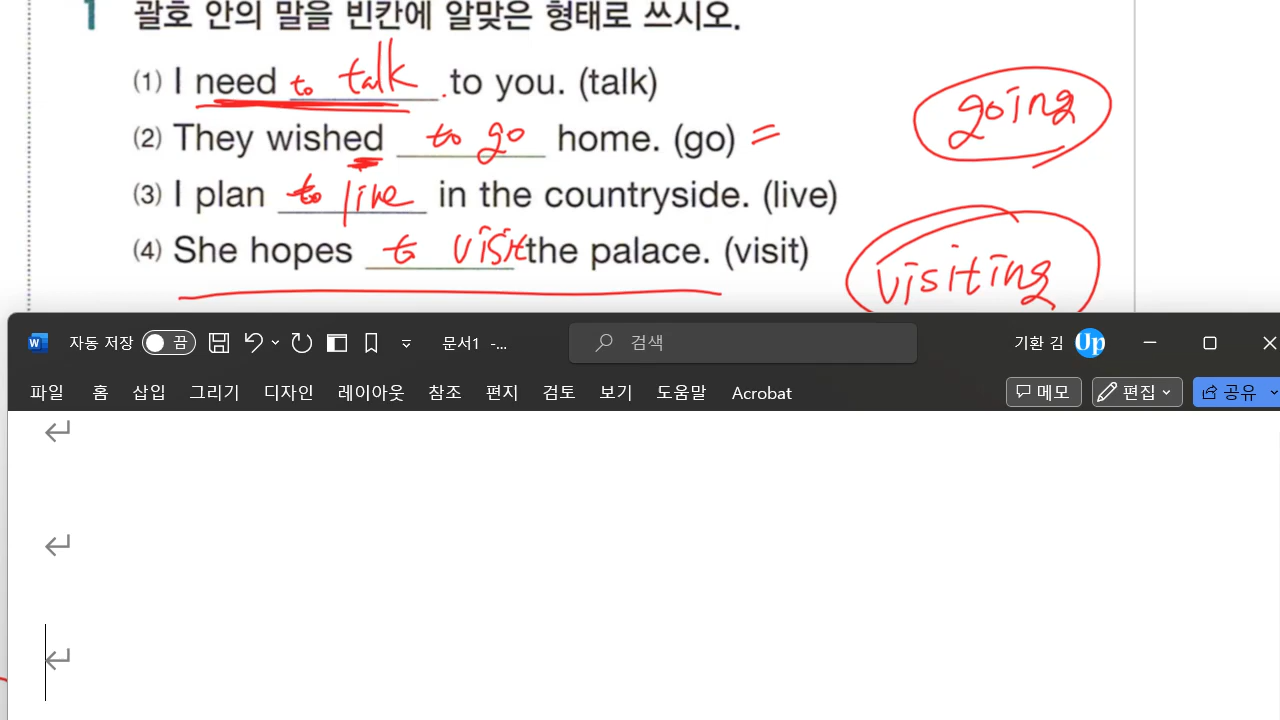 1 괄호 안의 말을 빈칸에 알맞은 형태로 쓰시오.
(1) I need to talk to you. (talk)
(2) They wished to go home. (go) =
going
(3) I plan to live in the countryside. (live)
(4) She hopes to visit the palace. (visit)
visiting
자동 저장 끔 문서1 -... 검색 기환 김 Up
파일 홈 삽입 그리기 디자인 레이아웃 참조 편지 검토 보기 도움말 Acrobat 메모 편집 공유